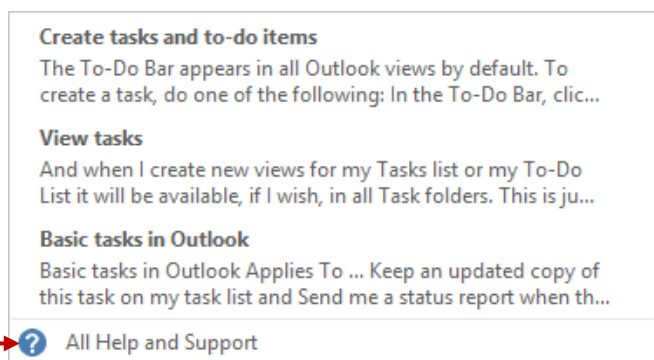 Create tasks and to-do items
The To-Do Bar appears in all Outlook views by default. To
create a task, do one of the following: In the To-Do Bar, clic...
View tasks
And when I create new views for my Tasks list or my To-Do
List it will be available, if I wish, in all Task folders. This is ju...
Basic tasks in Outlook
Basic tasks in Outlook Applies To ... Keep an updated copy of
this task on my task list and Send me a status report when th...
? All Help and Support